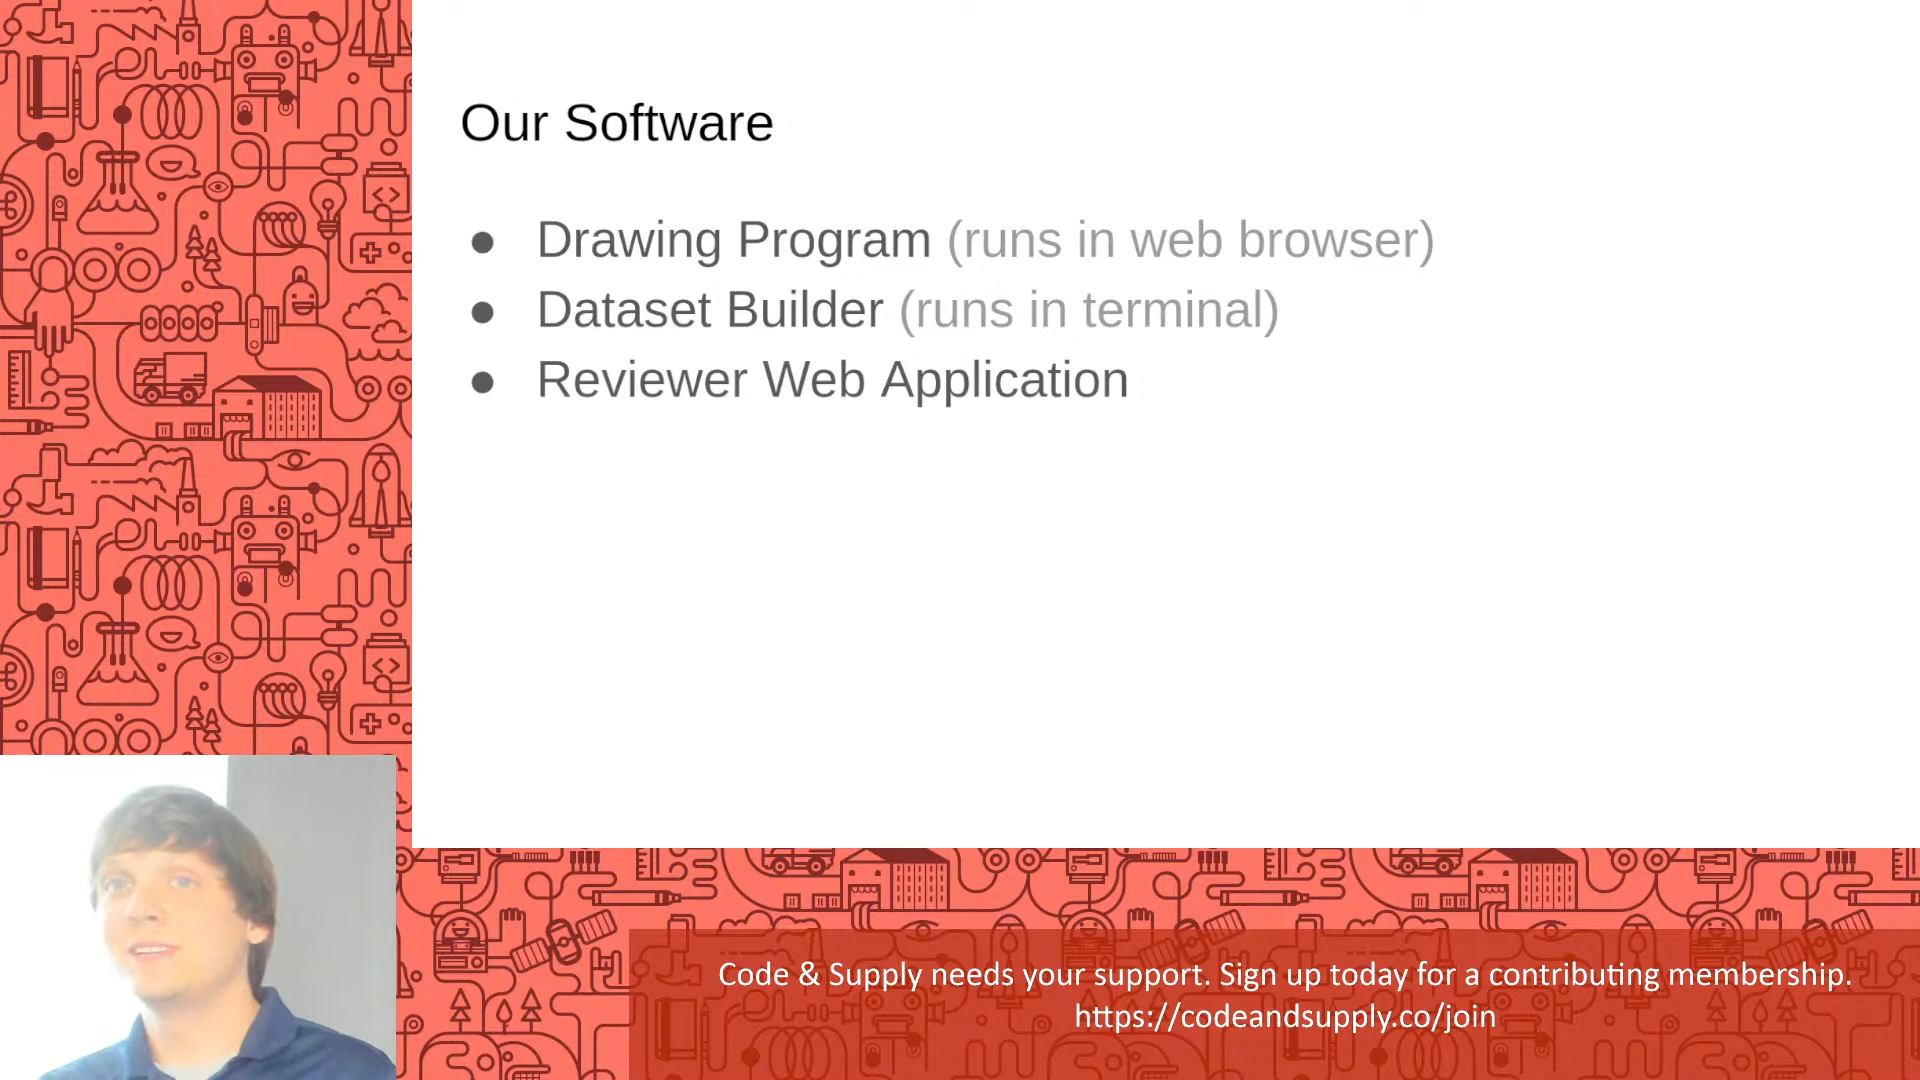 Our Software
● Drawing Program (runs in web browser)
● Dataset Builder (runs in terminal)
● Reviewer Web Application
Code & Supply needs your support. Sign up today for a contributing membership.
https://codeandsupply.co/join